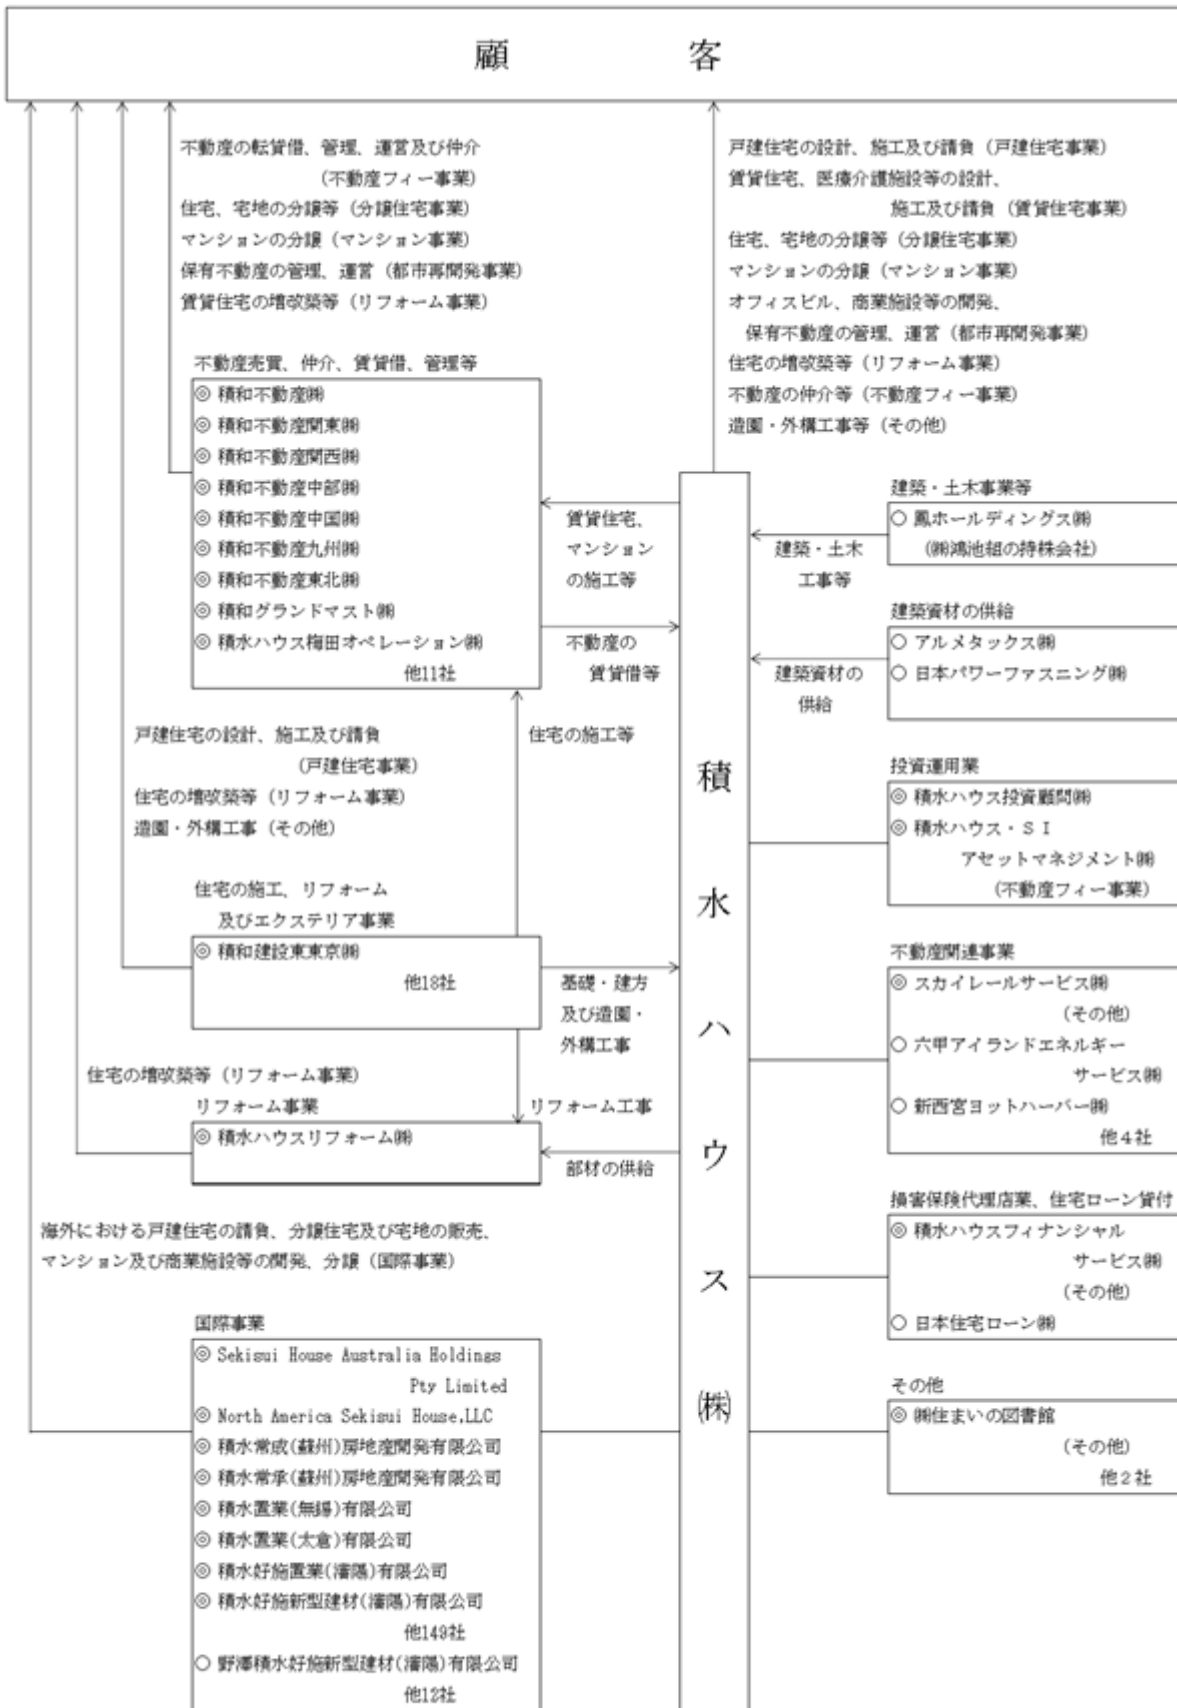 顧客
不動産の転貸借、管理、運営及び仲介
(不動産フィー事業)
住宅、宅地の分譲等 (分譲住宅事業)
マンションの分譲 (マンション事業)
保有不動産の管理、運営 (都市再開発事業)
賃貸住宅の増改築等 (リフォーム事業)
戸建住宅の設計、施工及び請負 (戸建住宅事業)
賃貸住宅、医療介護施設等の設計、
施工及び請負 (賃貸住宅事業)
住宅、宅地の分譲等 (分譲住宅事業)
マンションの分譲 (マンション事業)
オフィスビル、商業施設等の開発、
保有不動産の管理、運営 (都市再開発事業)
住宅の増改築等 (リフォーム事業)
不動産の仲介等 (不動産フィー事業)
造園・外構工事等 (その他)
不動産売買、仲介、賃貸借、管理等
◎ 積和不動産㈱
◎ 積和不動産関東㈱
◎ 積和不動産関西㈱
◎ 積和不動産中部㈱
◎ 積和不動産中国㈱
◎ 積和不動産九州㈱
◎ 積和不動産東北㈱
◎ 積和グランドマスト㈱
◎ 積水ハウス梅田オペレーション㈱
他11社
賃貸住宅、
マンション
の施工等
不動産の
賃貸借等
住宅の施工等
戸建住宅の設計、施工及び請負
(戸建住宅事業)
住宅の増改築等 (リフォーム事業)
造園・外構工事 (その他)
住宅の施工、リフォーム
及びエクステリア事業
◎ 積和建設東東京㈱
他18社
基礎・建方
及び造園・
外構工事
住宅の増改築等 (リフォーム事業)
リフォーム事業
リフォーム工事
◎ 積水ハウスリフォーム㈱
部材の供給
海外における戸建住宅の請負、分譲住宅及び宅地の販売、
マンション及び商業施設等の開発、分譲 (国際事業)
国際事業
◎ Sekisui House Australia Holdings
Pty Limited
◎ North America Sekisui House,LLC
◎ 積水常成(蘇州)房地産開発有限公司
◎ 積水常承(蘇州)房地産開発有限公司
◎ 積水置業(無錫)有限公司
◎ 積水置業(太倉)有限公司
◎ 積水好施置業(瀋陽)有限公司
◎ 積水好施新型建材(瀋陽)有限公司
他149社
○ 野澤積水好施新型建材(瀋陽)有限公司
他12社
積水ハウス㈱
建築・土木事業等
○ 鳳ホールディングス㈱
(㈱鴻池組の持株会社)
建築・土木
工事等
建築資材の供給
○ アルメタックス㈱
○ 日本パワーファスニング㈱
建築資材の
供給
投資運用業
◎ 積水ハウス投資顧問㈱
◎ 積水ハウス・ＳＩ
アセットマネジメント㈱
(不動産フィー事業)
不動産関連事業
◎ スカイレールサービス㈱
(その他)
○ 六甲アイランドエネルギー
サービス㈱
○ 新西宮ヨットハーバー㈱
他４社
損害保険代理店業、住宅ローン貸付
◎ 積水ハウスフィナンシャル
サービス㈱
(その他)
○ 日本住宅ローン㈱
その他
◎ ㈱住まいの図書館
(その他)
他２社